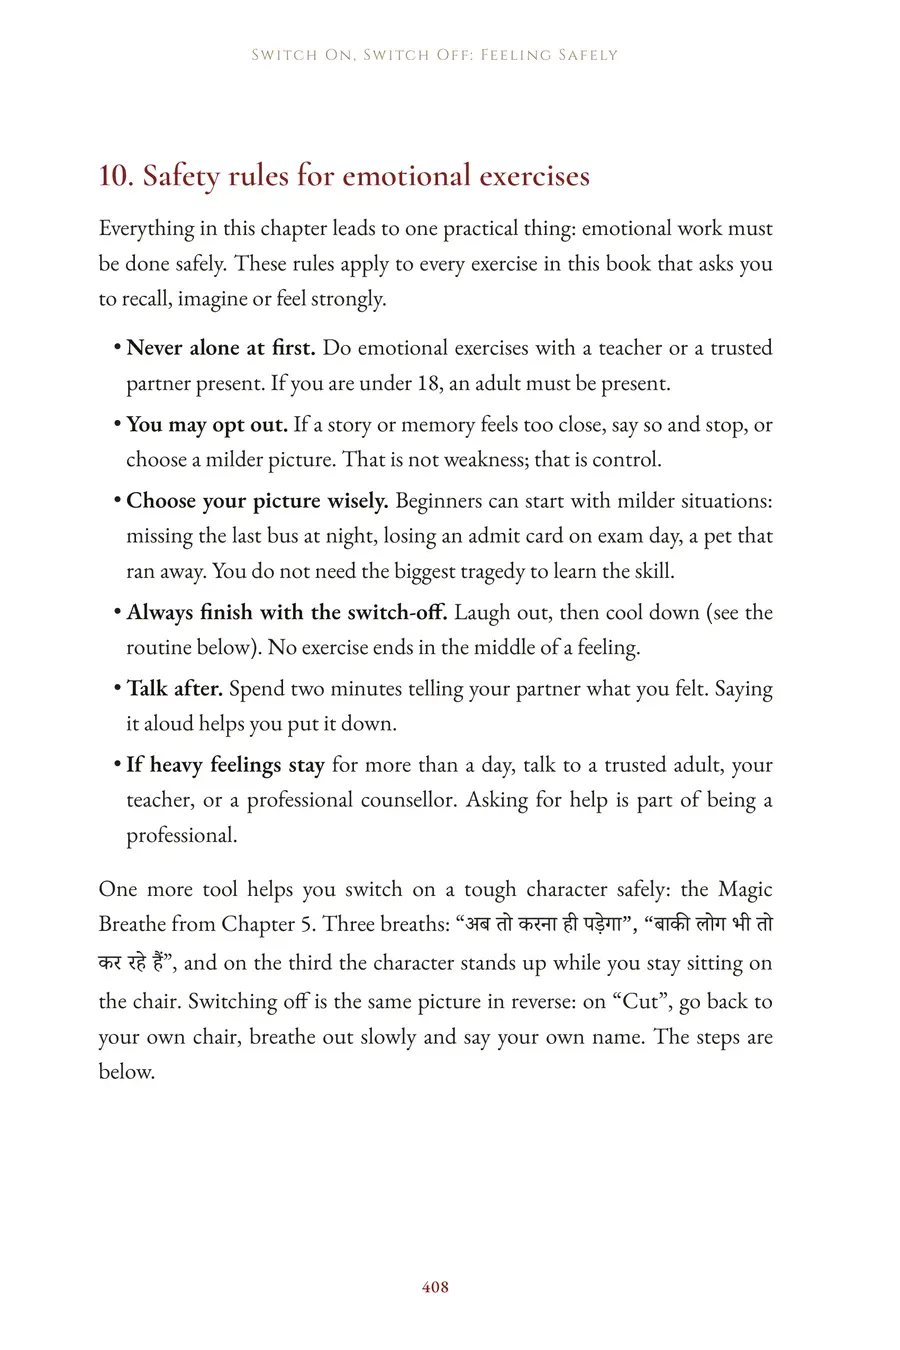 Switch On, Switch Off: Feeling Safely
10. Safety rules for emotional exercises
Everything in this chapter leads to one practical thing: emotional work must
be done safely. These rules apply to every exercise in this book that asks you
to recall, imagine or feel strongly.
• Never alone at first. Do emotional exercises with a teacher or a trusted
partner present. If you are under 18, an adult must be present.
• You may opt out. If a story or memory feels too close, say so and stop, or
choose a milder picture. That is not weakness; that is control.
• Choose your picture wisely. Beginners can start with milder situations:
missing the last bus at night, losing an admit card on exam day, a pet that
ran away. You do not need the biggest tragedy to learn the skill.
• Always finish with the switch-off. Laugh out, then cool down (see the
routine below). No exercise ends in the middle of a feeling.
• Talk after. Spend two minutes telling your partner what you felt. Saying
it aloud helps you put it down.
• If heavy feelings stay for more than a day, talk to a trusted adult, your
teacher, or a professional counsellor. Asking for help is part of being a
professional.
One more tool helps you switch on a tough character safely: the Magic
Breathe from Chapter 5. Three breaths: “अब तो करना ही पड़ेगा”, “बाकी लोग भी तो
कर रहे हैं”, and on the third the character stands up while you stay sitting on
the chair. Switching off is the same picture in reverse: on “Cut”, go back to
your own chair, breathe out slowly and say your own name. The steps are
below.
408